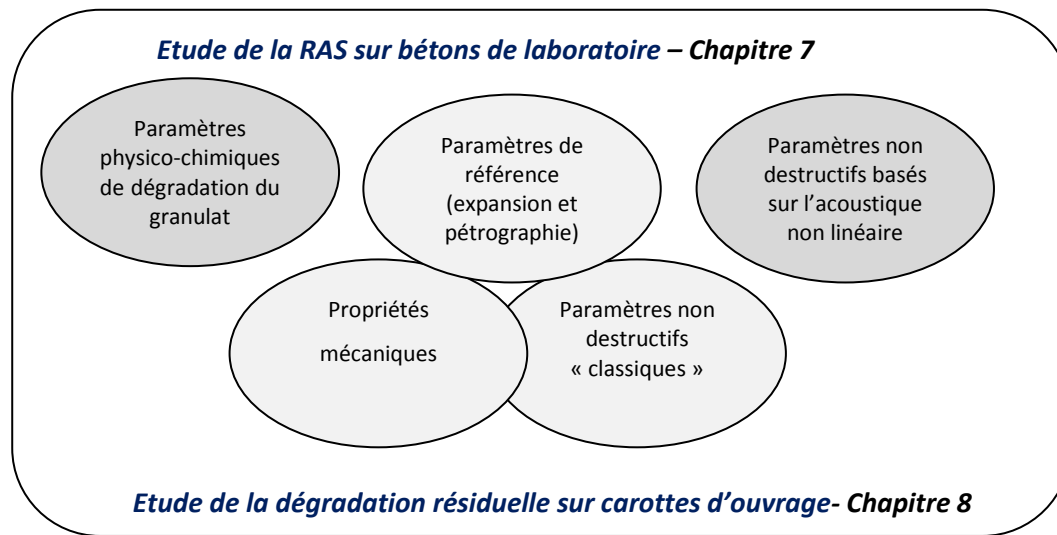 Etude de la RAS sur bétons de laboratoire – Chapitre 7
Paramètres
physico-chimiques
de dégradation du
granulat
Paramètres de
référence
(expansion et
pétrographie)
Paramètres non
destructifs basés
sur l’acoustique
non linéaire
Propriétés
mécaniques
Paramètres non
destructifs
« classiques »
Etude de la dégradation résiduelle sur carottes d’ouvrage- Chapitre 8